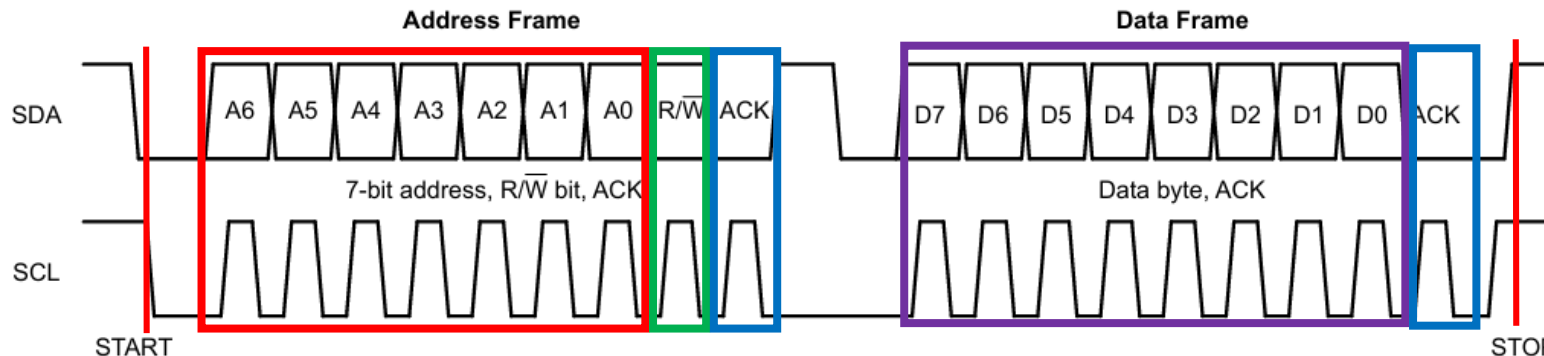 Address Frame Data Frame
SDA A6 A5 A4 A3 A2 A1 A0 R/W̅ ACK D7 D6 D5 D4 D3 D2 D1 D0 ACK
7-bit address, R/W̅ bit, ACK Data byte, ACK
SCL
START STOP